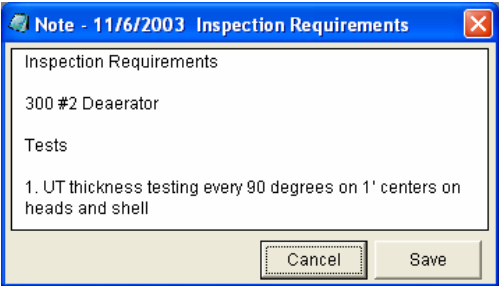 Note - 11/6/2003  Inspection Requirements
Inspection Requirements
300 #2 Deaerator
Tests
1. UT thickness testing every 90 degrees on 1' centers on
heads and shell
Cancel
Save